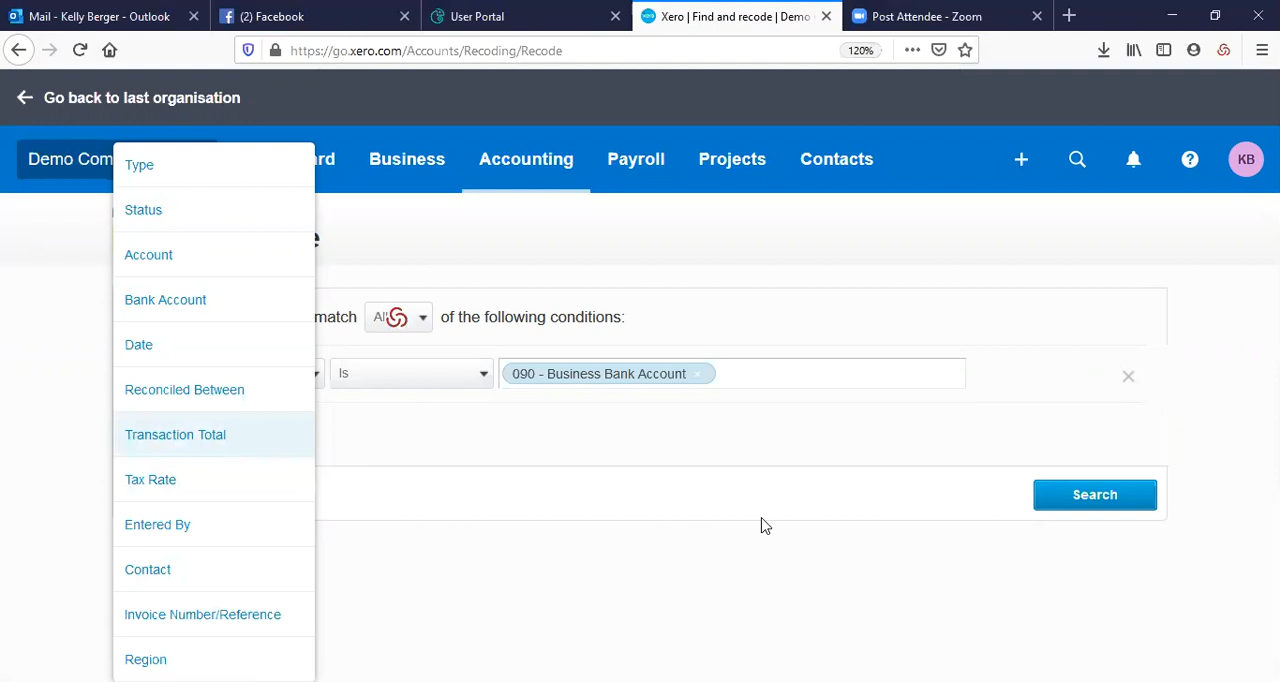 Mail - Kelly Berger - Outlook
(2) Facebook
User Portal
Xero | Find and recode | Demo
Post Attendee - Zoom
https://go.xero.com/Accounts/Recoding/Recode
120%
Go back to last organisation
Demo Com
rd
Business
Accounting
Payroll
Projects
Contacts
KB
Type
Status
Account
Bank Account
Date
Reconciled Between
Transaction Total
Tax Rate
Entered By
Contact
Invoice Number/Reference
Region
e
match
All
of the following conditions:
Is
090 - Business Bank Account
Search